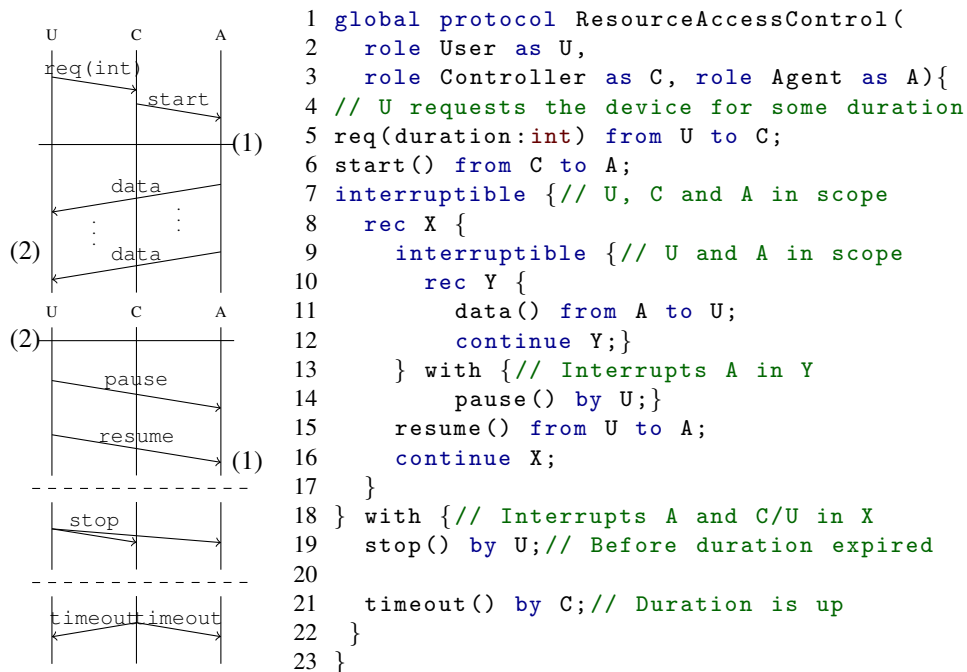 U C A
req(int)
start
(1)
data
data
(2)
U C A
(2)
pause
resume
(1)
stop
timeout timeout
1 global protocol ResourceAccessControl(
2 role User as U,
3 role Controller as C, role Agent as A){
4 // U requests the device for some duration
5 req(duration:int) from U to C;
6 start() from C to A;
7 interruptible {// U, C and A in scope
8 rec X {
9 interruptible {// U and A in scope
10 rec Y {
11 data() from A to U;
12 continue Y;}
13 } with {// Interrupts A in Y
14 pause() by U;}
15 resume() from U to A;
16 continue X;
17 }
18 } with {// Interrupts A and C/U in X
19 stop() by U;// Before duration expired
20
21 timeout() by C;// Duration is up
22 }
23 }